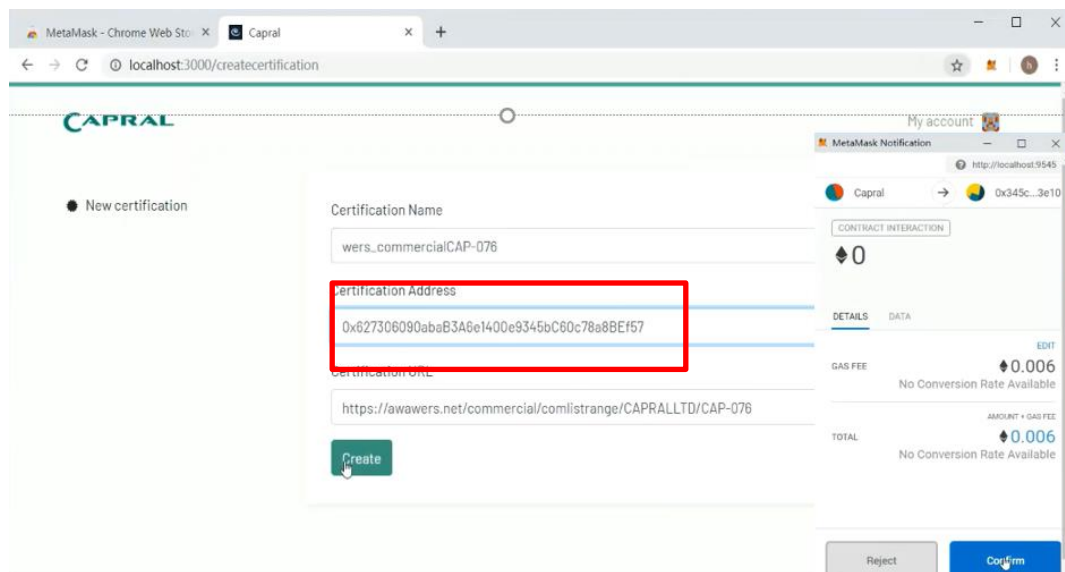 MetaMask - Chrome Web Sto
Capral
localhost:3000/createcertification
CAPRAL
My account
New certification
Certification Name
wers_commercialCAP-076
Certification Address
0x627306090abaB3A6e1400e9345bC60c78a8BEf57
Certification URL
https://awawers.net/commercial/comlistrange/CAPRALLTD/CAP-076
Create
MetaMask Notification
http://localhost:9545
Capral
0x345c...3e10
CONTRACT INTERACTION
0
DETAILS DATA
EDIT
GAS FEE 0.006
No Conversion Rate Available
AMOUNT + GAS FEE
TOTAL 0.006
No Conversion Rate Available
Reject Confirm